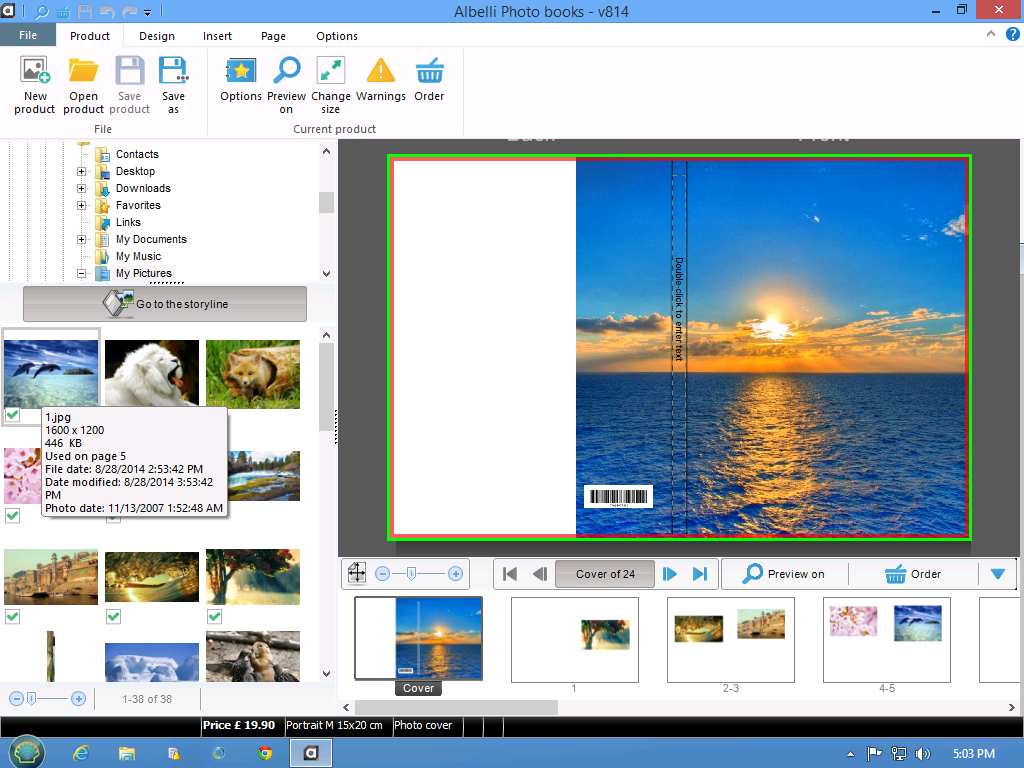 Albelli Photo books - v814
File
Product
Design
Insert
Page
Options
New product
Open product
Save product
Save as
Options
Preview on
Change size
Warnings
Order
File
Current product
Contacts
Desktop
Downloads
Favorites
Links
My Documents
My Music
My Pictures
Go to the storyline
1.jpg
1600 x 1200
446 KB
Used on page 5
File date: 8/28/2014 2:53:42 PM
Date modified: 8/28/2014 3:53:42
PM
Photo date: 11/13/2007 1:52:48 AM
1-38 of 38
Back
Front
Double-click to enter text
Cover of 24
Preview on
Order
Cover
1
2-3
4-5
Price £ 19.90
Portrait M 15x20 cm
Photo cover
5:03 PM